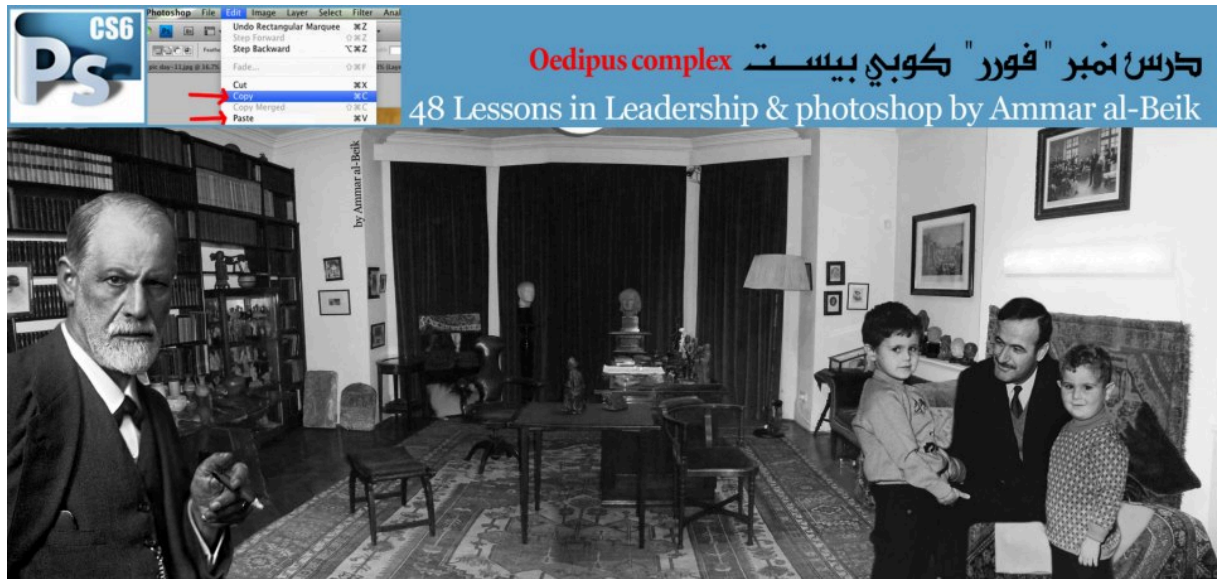 CS6
Ps
Photoshop File Edit Image Layer Select Filter
Undo Rectangular Marquee ⌘Z
Step Forward ⇧⌘Z
Step Backward ⌥⌘Z
Fade... ⇧⌘F
Cut ⌘X
Copy ⌘C
Copy Merged ⇧⌘C
Paste ⌘V
درس نمبر "فورر" كوبي بيست Oedipus complex
48 Lessons in Leadership & photoshop by Ammar al-Beik
by Ammar al-Beik